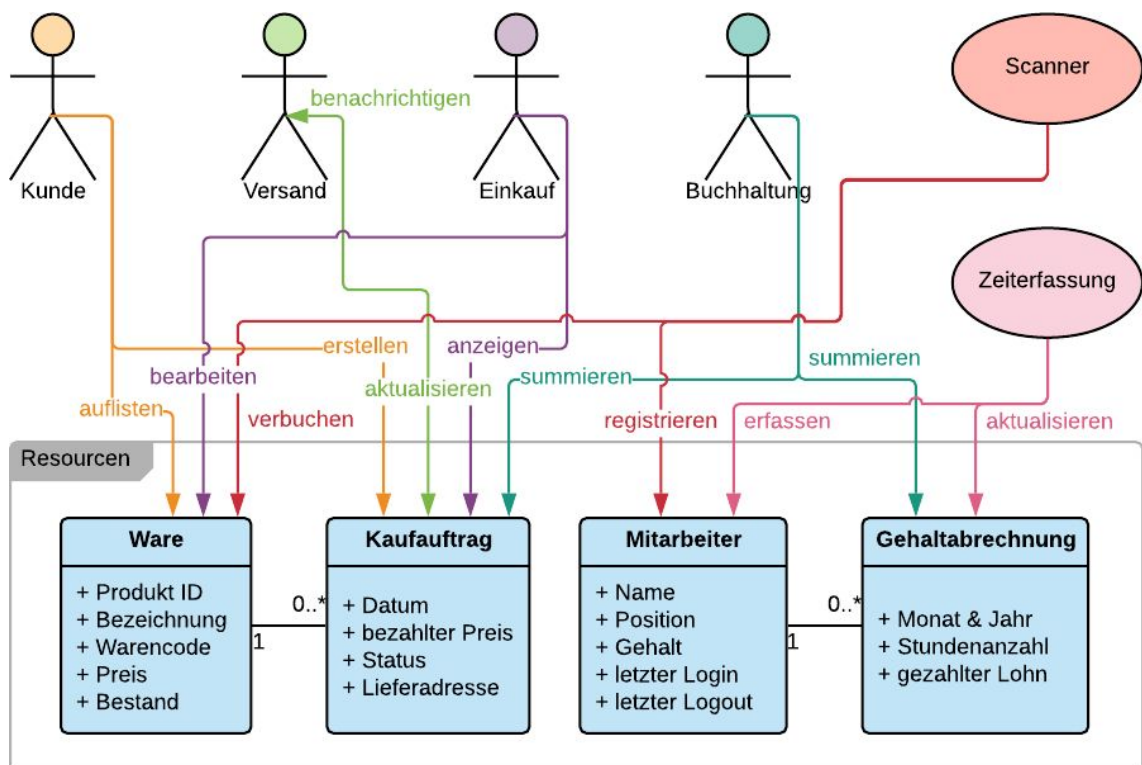 Scanner
benachrichtigen
Kunde
Versand
Einkauf
Buchhaltung
Zeiterfassung
erstellen
anzeigen
summieren
bearbeiten
aktualisieren
summieren
auflisten
verbuchen
registrieren
erfassen
aktualisieren
Resourcen
Ware
+ Produkt ID
+ Bezeichnung
+ Warencode
+ Preis
+ Bestand
0..*
1
Kaufauftrag
+ Datum
+ bezahlter Preis
+ Status
+ Lieferadresse
Mitarbeiter
+ Name
+ Position
+ Gehalt
+ letzter Login
+ letzter Logout
0..*
1
Gehaltabrechnung
+ Monat & Jahr
+ Stundenanzahl
+ gezahlter Lohn